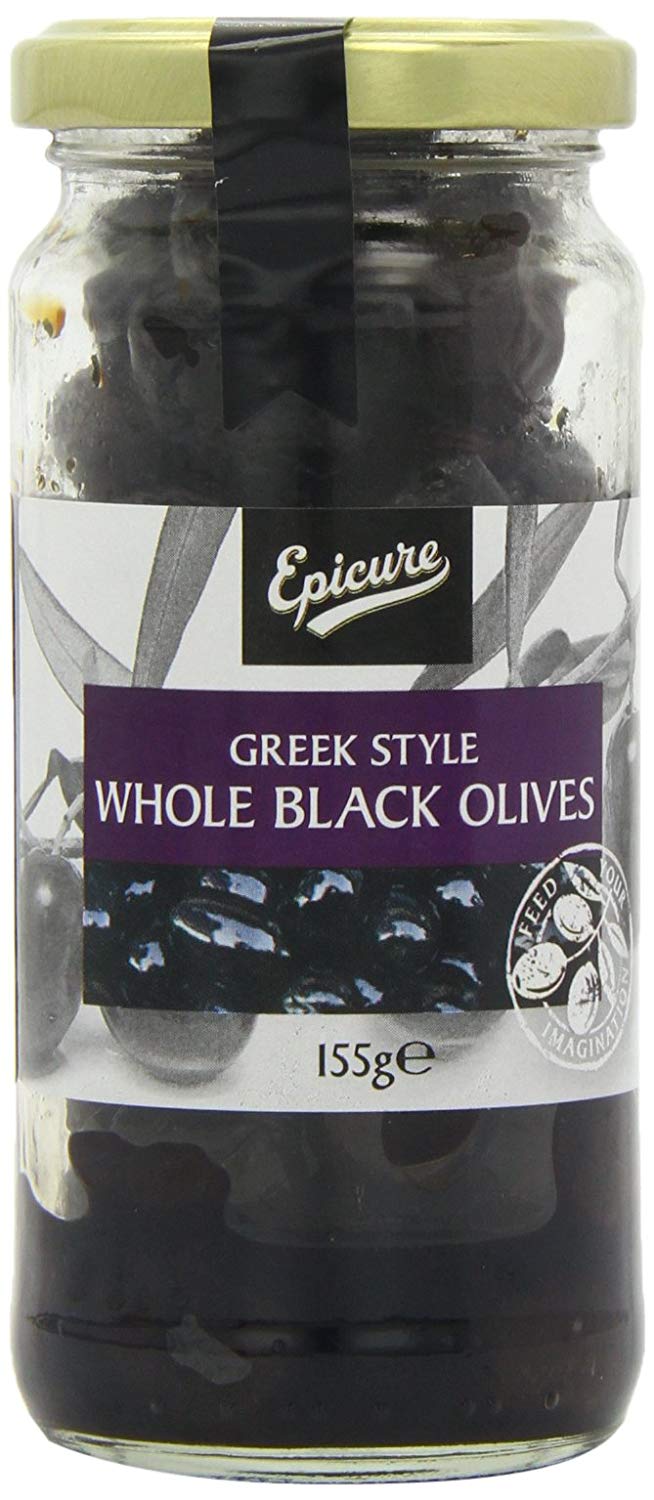 Epicure
GREEK STYLE
WHOLE BLACK OLIVES
FEED YOUR
IMAGINATION
155g℮